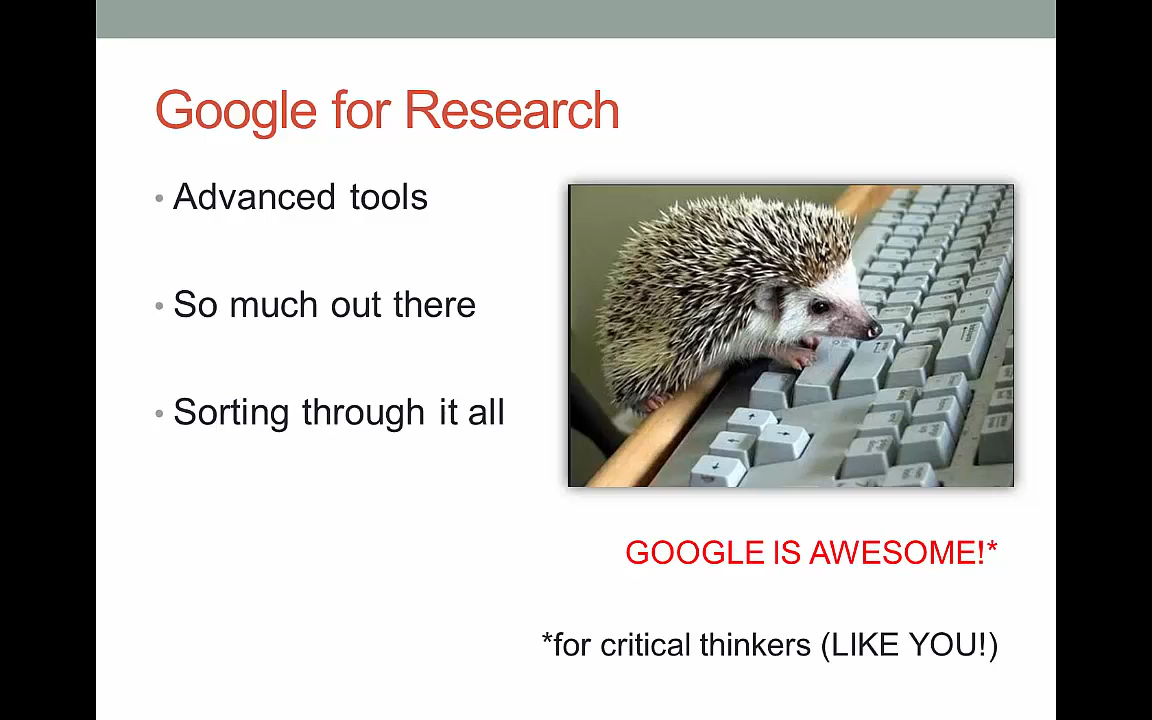 Google for Research
• Advanced tools
• So much out there
• Sorting through it all
GOOGLE IS AWESOME!*
*for critical thinkers (LIKE YOU!)